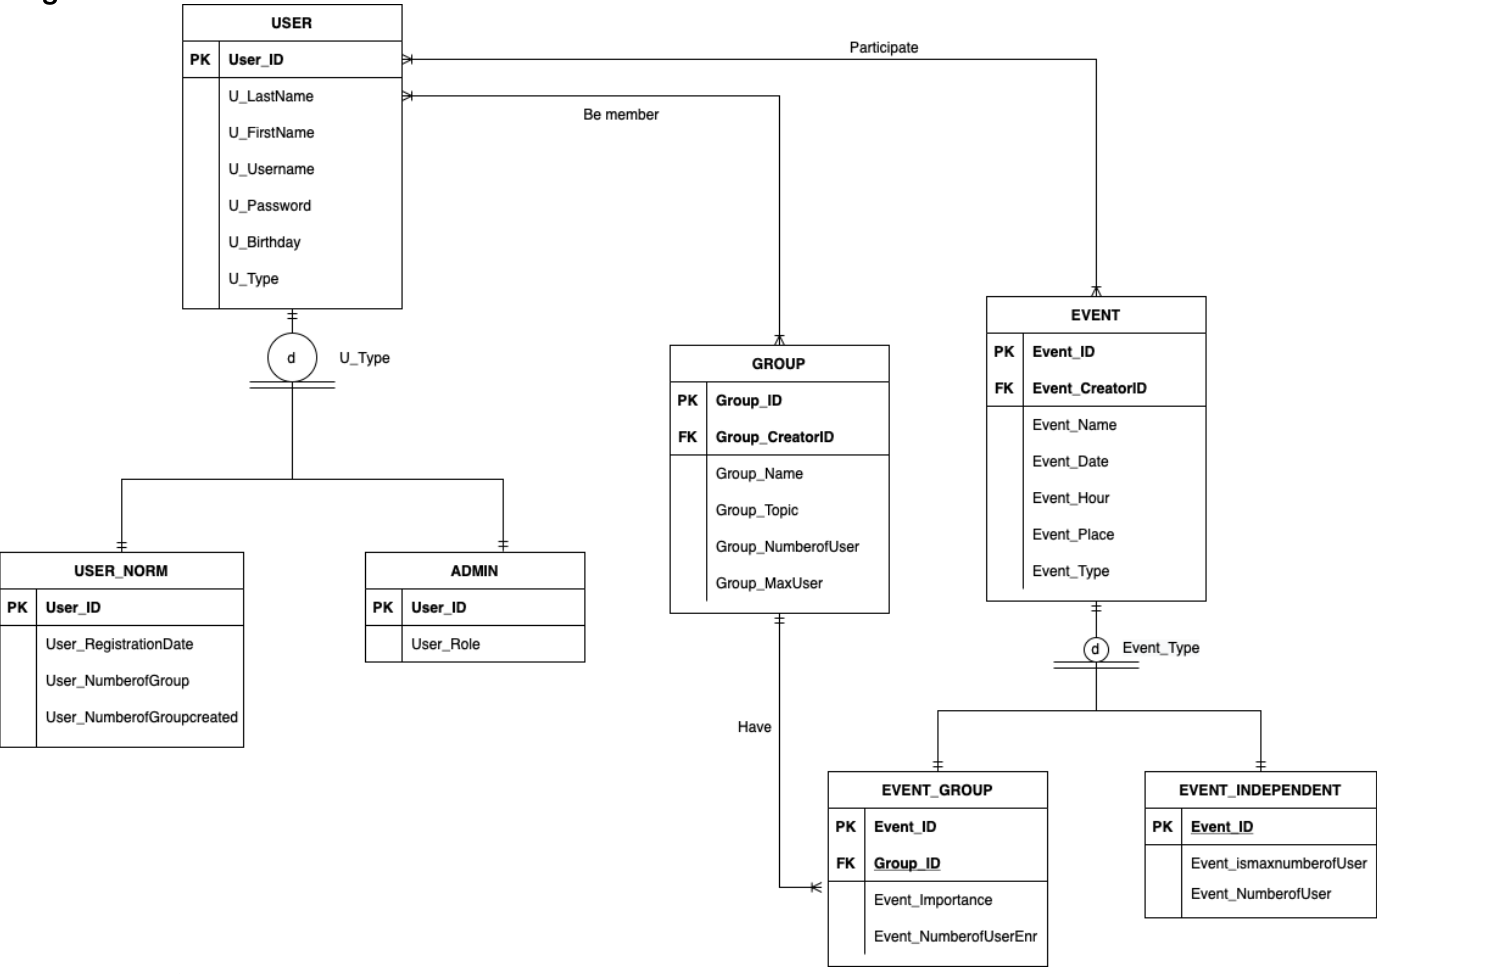 USER
PK User_ID
U_LastName
U_FirstName
U_Username
U_Password
U_Birthday
U_Type
Participate
Be member
d
U_Type
USER_NORM
PK User_ID
User_RegistrationDate
User_NumberofGroup
User_NumberofGroupcreated
ADMIN
PK User_ID
User_Role
GROUP
PK Group_ID
FK Group_CreatorID
Group_Name
Group_Topic
Group_NumberofUser
Group_MaxUser
Have
EVENT
PK Event_ID
FK Event_CreatorID
Event_Name
Event_Date
Event_Hour
Event_Place
Event_Type
d
Event_Type
EVENT_GROUP
PK Event_ID
FK Group_ID
Event_Importance
Event_NumberofUserEnr
EVENT_INDEPENDENT
PK Event_ID
Event_ismaxnumberofUser
Event_NumberofUser